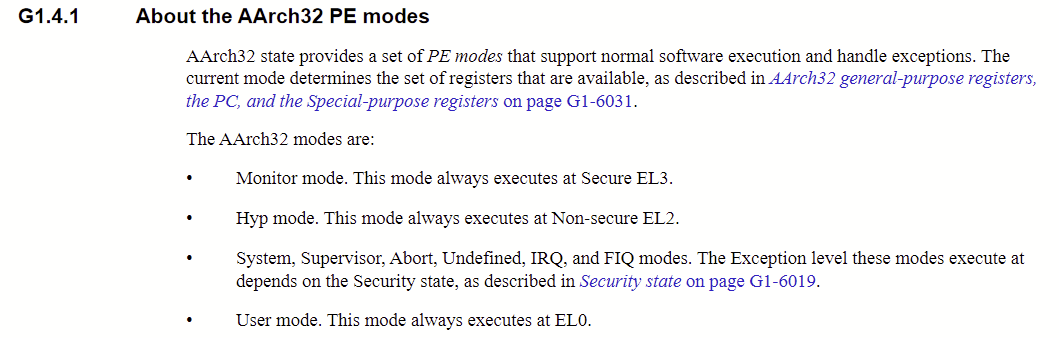 G1.4.1 About the AArch32 PE modes
AArch32 state provides a set of PE modes that support normal software execution and handle exceptions. The
current mode determines the set of registers that are available, as described in AArch32 general-purpose registers,
the PC, and the Special-purpose registers on page G1-6031.
The AArch32 modes are:
• Monitor mode. This mode always executes at Secure EL3.
• Hyp mode. This mode always executes at Non-secure EL2.
• System, Supervisor, Abort, Undefined, IRQ, and FIQ modes. The Exception level these modes execute at
depends on the Security state, as described in Security state on page G1-6019.
• User mode. This mode always executes at EL0.